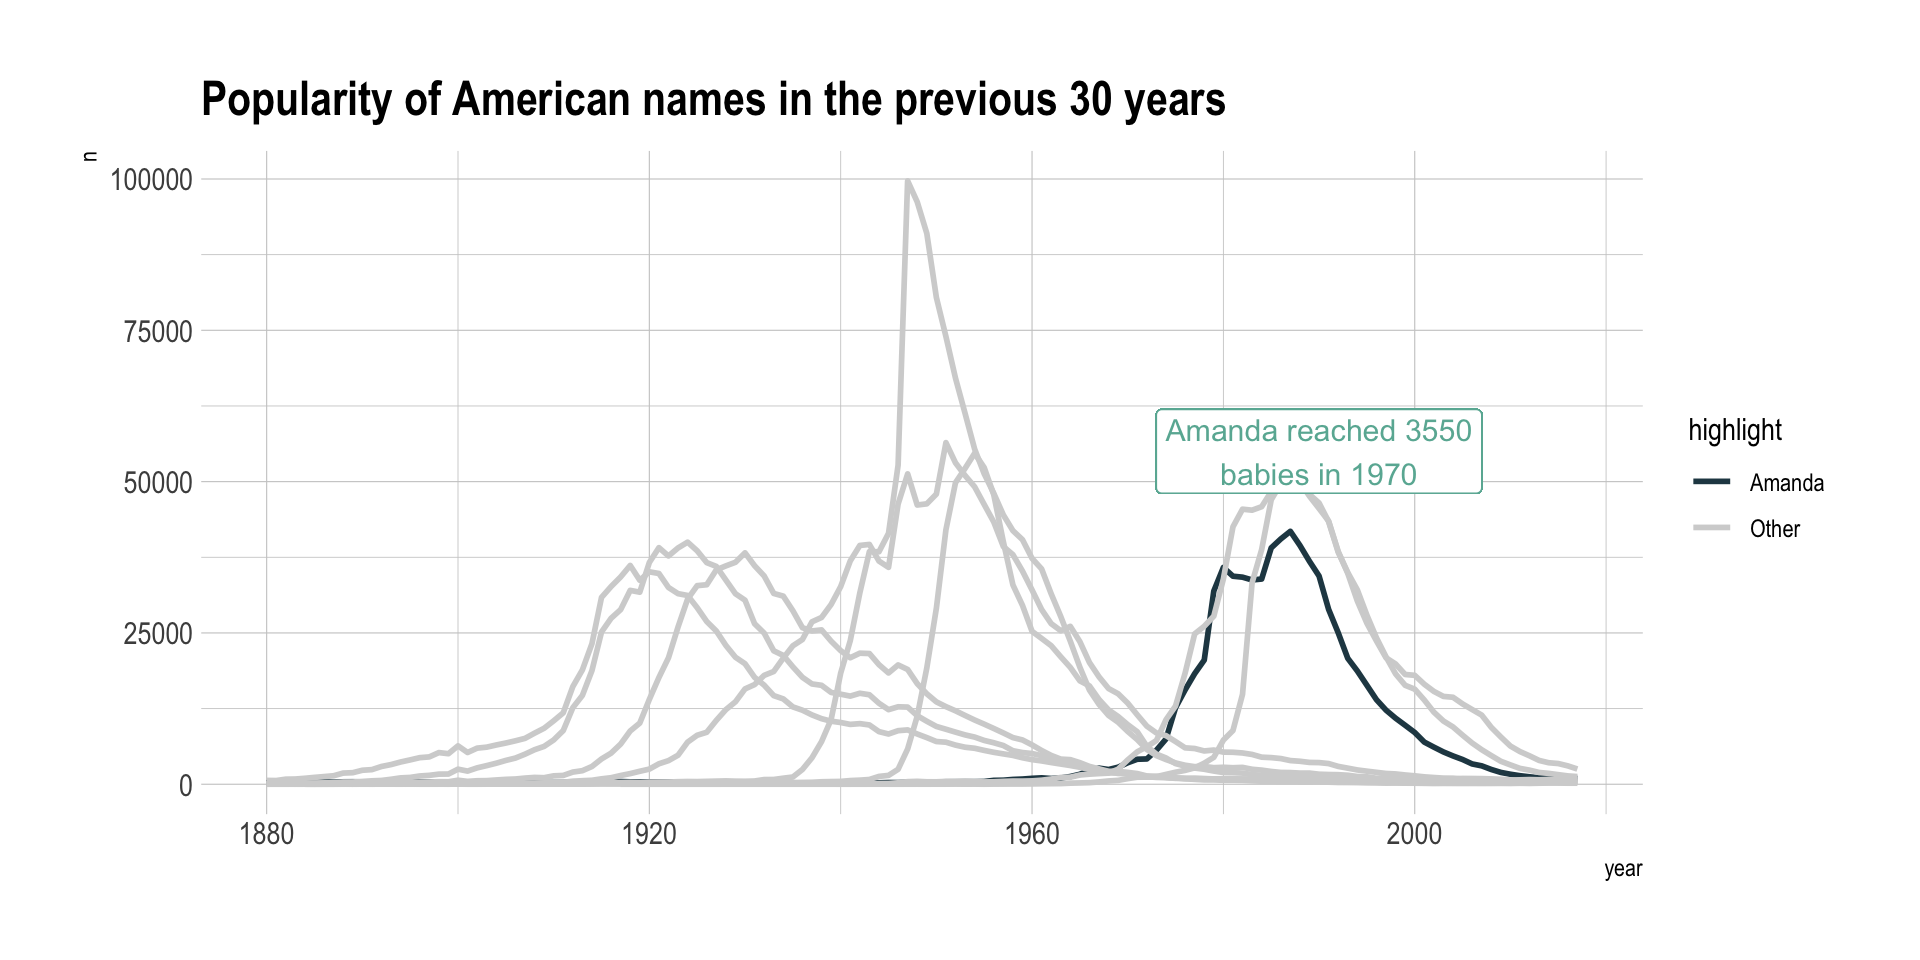 Popularity of American names in the previous 30 years
n
100000
75000
50000
25000
0
1880
1920
1960
2000
year
Amanda reached 3550
babies in 1970
highlight
Amanda
Other